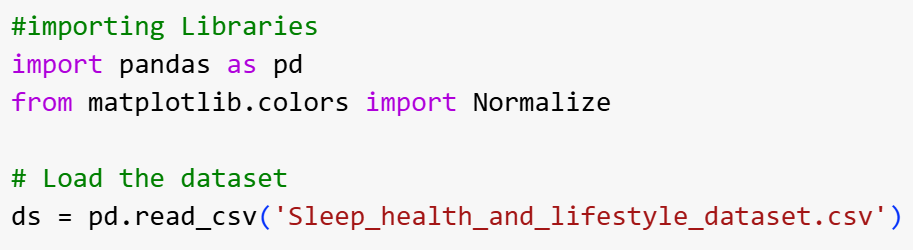 #importing Libraries
import pandas as pd
from matplotlib.colors import Normalize
# Load the dataset
ds = pd.read_csv('Sleep_health_and_lifestyle_dataset.csv')